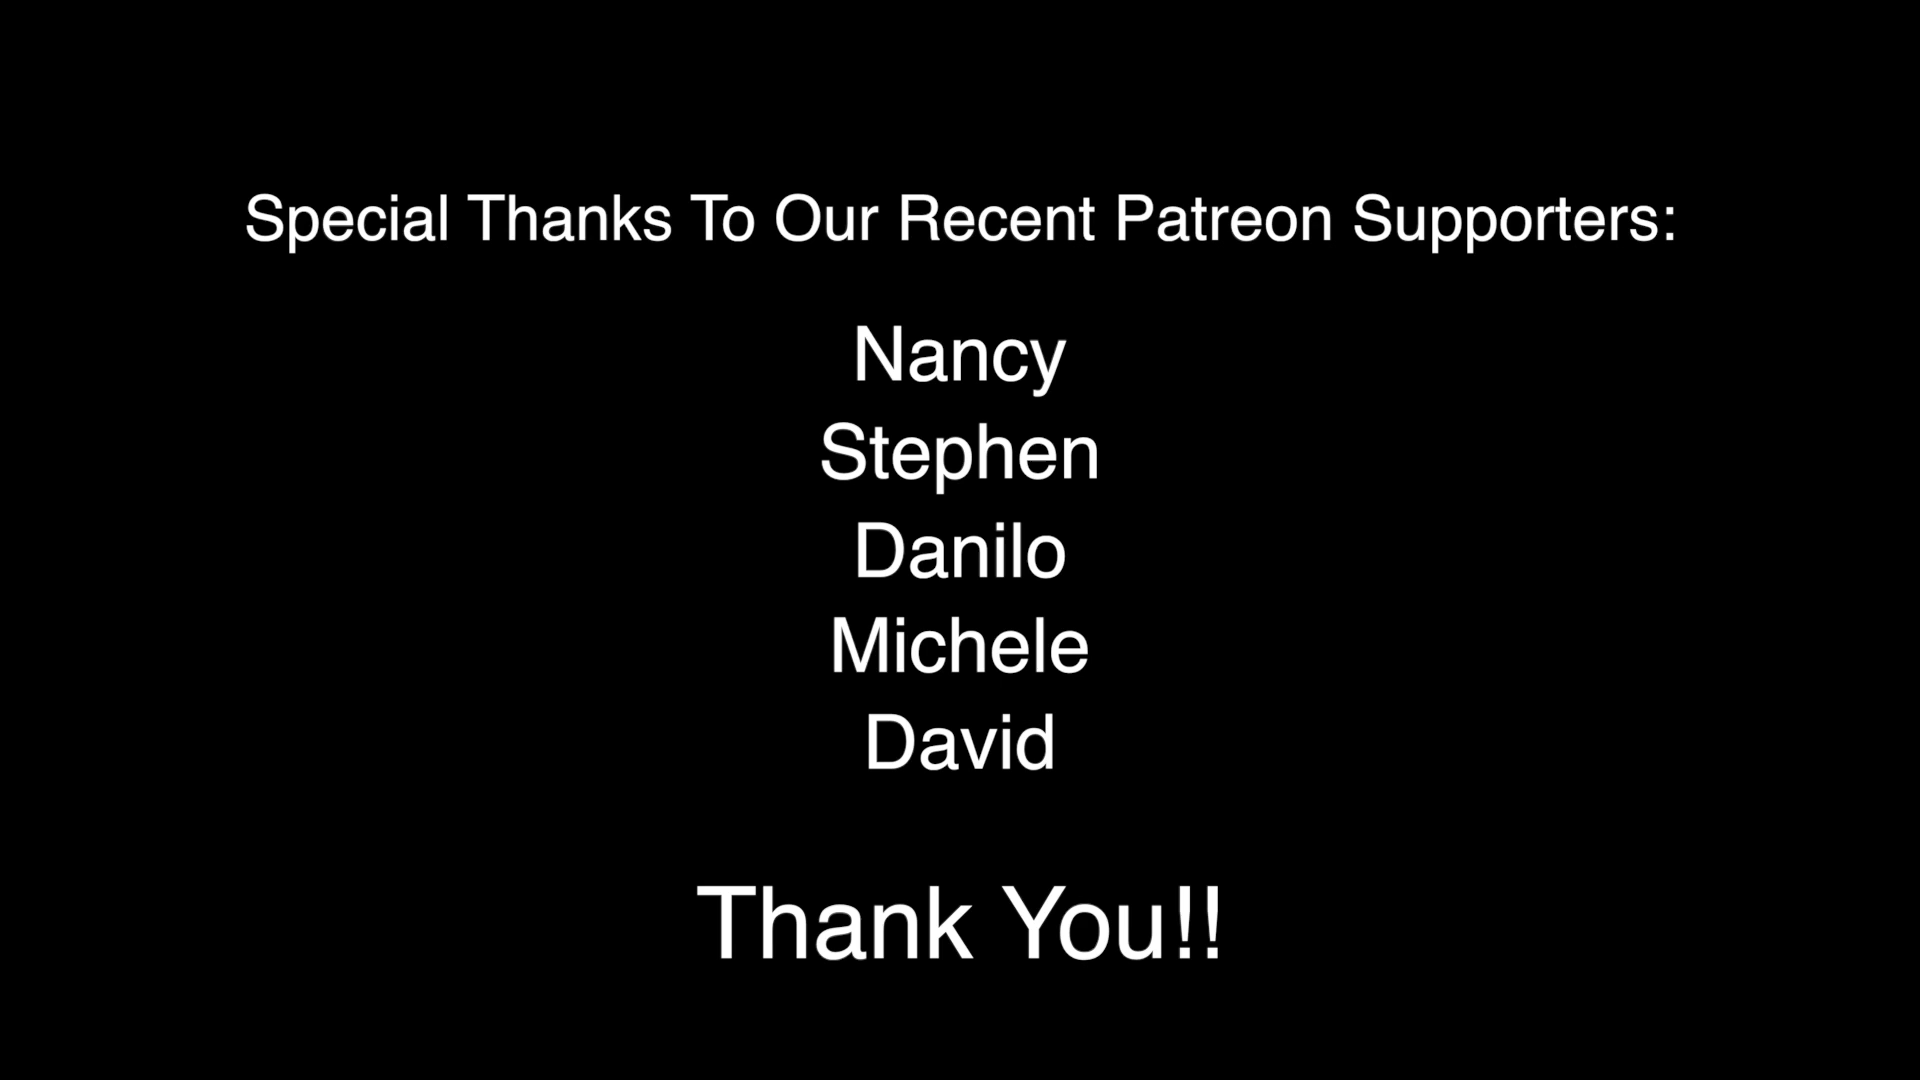 Special Thanks To Our Recent Patreon Supporters:
Nancy
Stephen
Danilo
Michele
David
Thank You!!